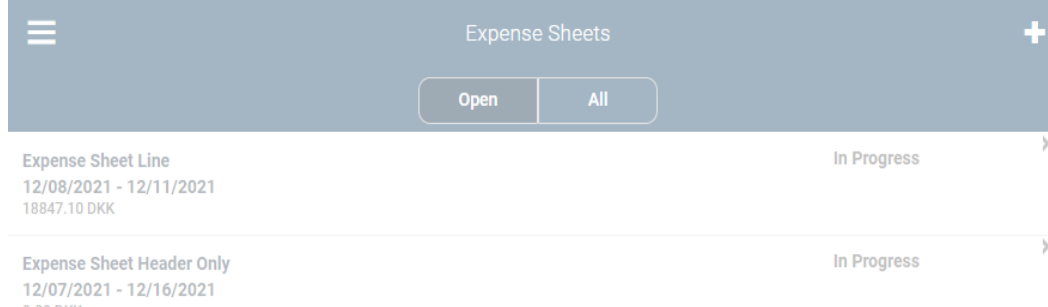 Expense Sheets
Open All
Expense Sheet Line
In Progress
12/08/2021 - 12/11/2021
18847.10 DKK
Expense Sheet Header Only
In Progress
12/07/2021 - 12/16/2021